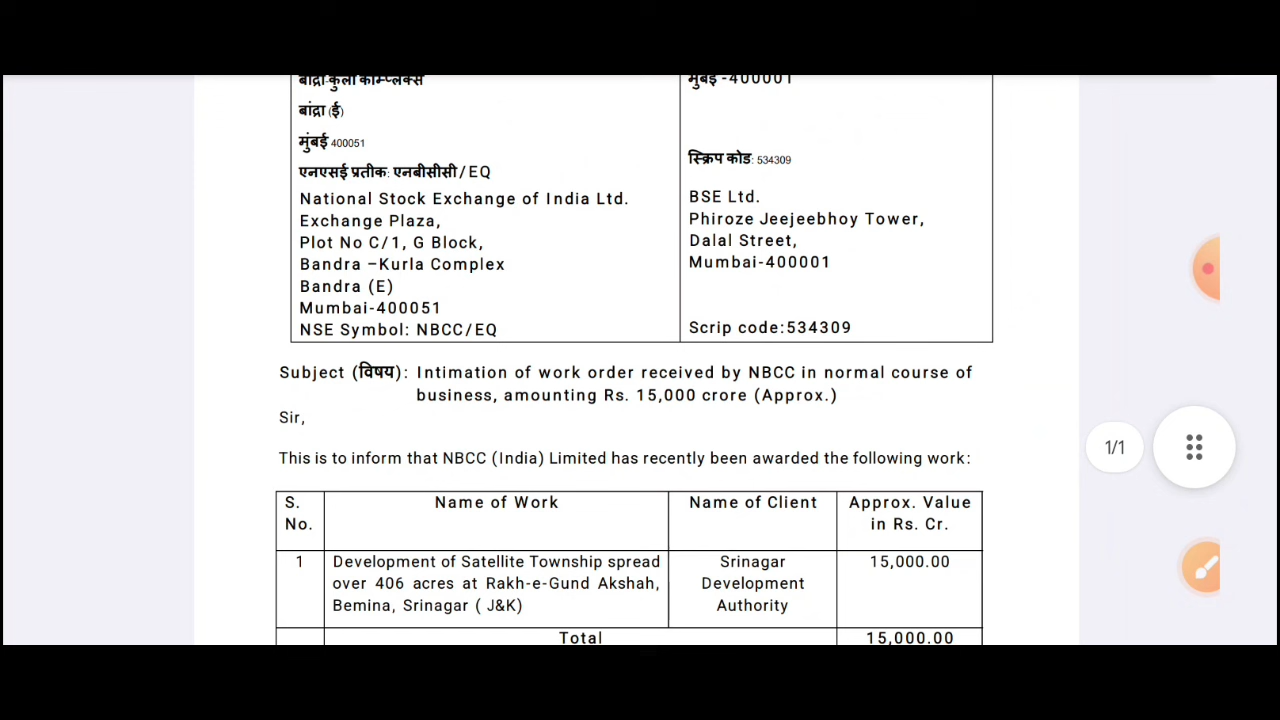 बांद्रा-कुर्ला कॉम्प्लेक्स
बांद्रा (ई)
मुंबई 400051
एनएसई प्रतीक: एनबीसीसी/EQ
National Stock Exchange of India Ltd.
Exchange Plaza,
Plot No C/1, G Block,
Bandra –Kurla Complex
Bandra (E)
Mumbai-400051
NSE Symbol: NBCC/EQ
मुंबई -400001
स्क्रिप कोड: 534309
BSE Ltd.
Phiroze Jeejeebhoy Tower,
Dalal Street,
Mumbai-400001
Scrip code:534309
Subject (विषय): Intimation of work order received by NBCC in normal course of
business, amounting Rs. 15,000 crore (Approx.)
Sir,
This is to inform that NBCC (India) Limited has recently been awarded the following work:
S. No. Name of Work Name of Client Approx. Value in Rs. Cr.
1 Development of Satellite Township spread over 406 acres at Rakh-e-Gund Akshah, Bemina, Srinagar ( J&K) Srinagar Development Authority 15,000.00
Total 15,000.00
1/1